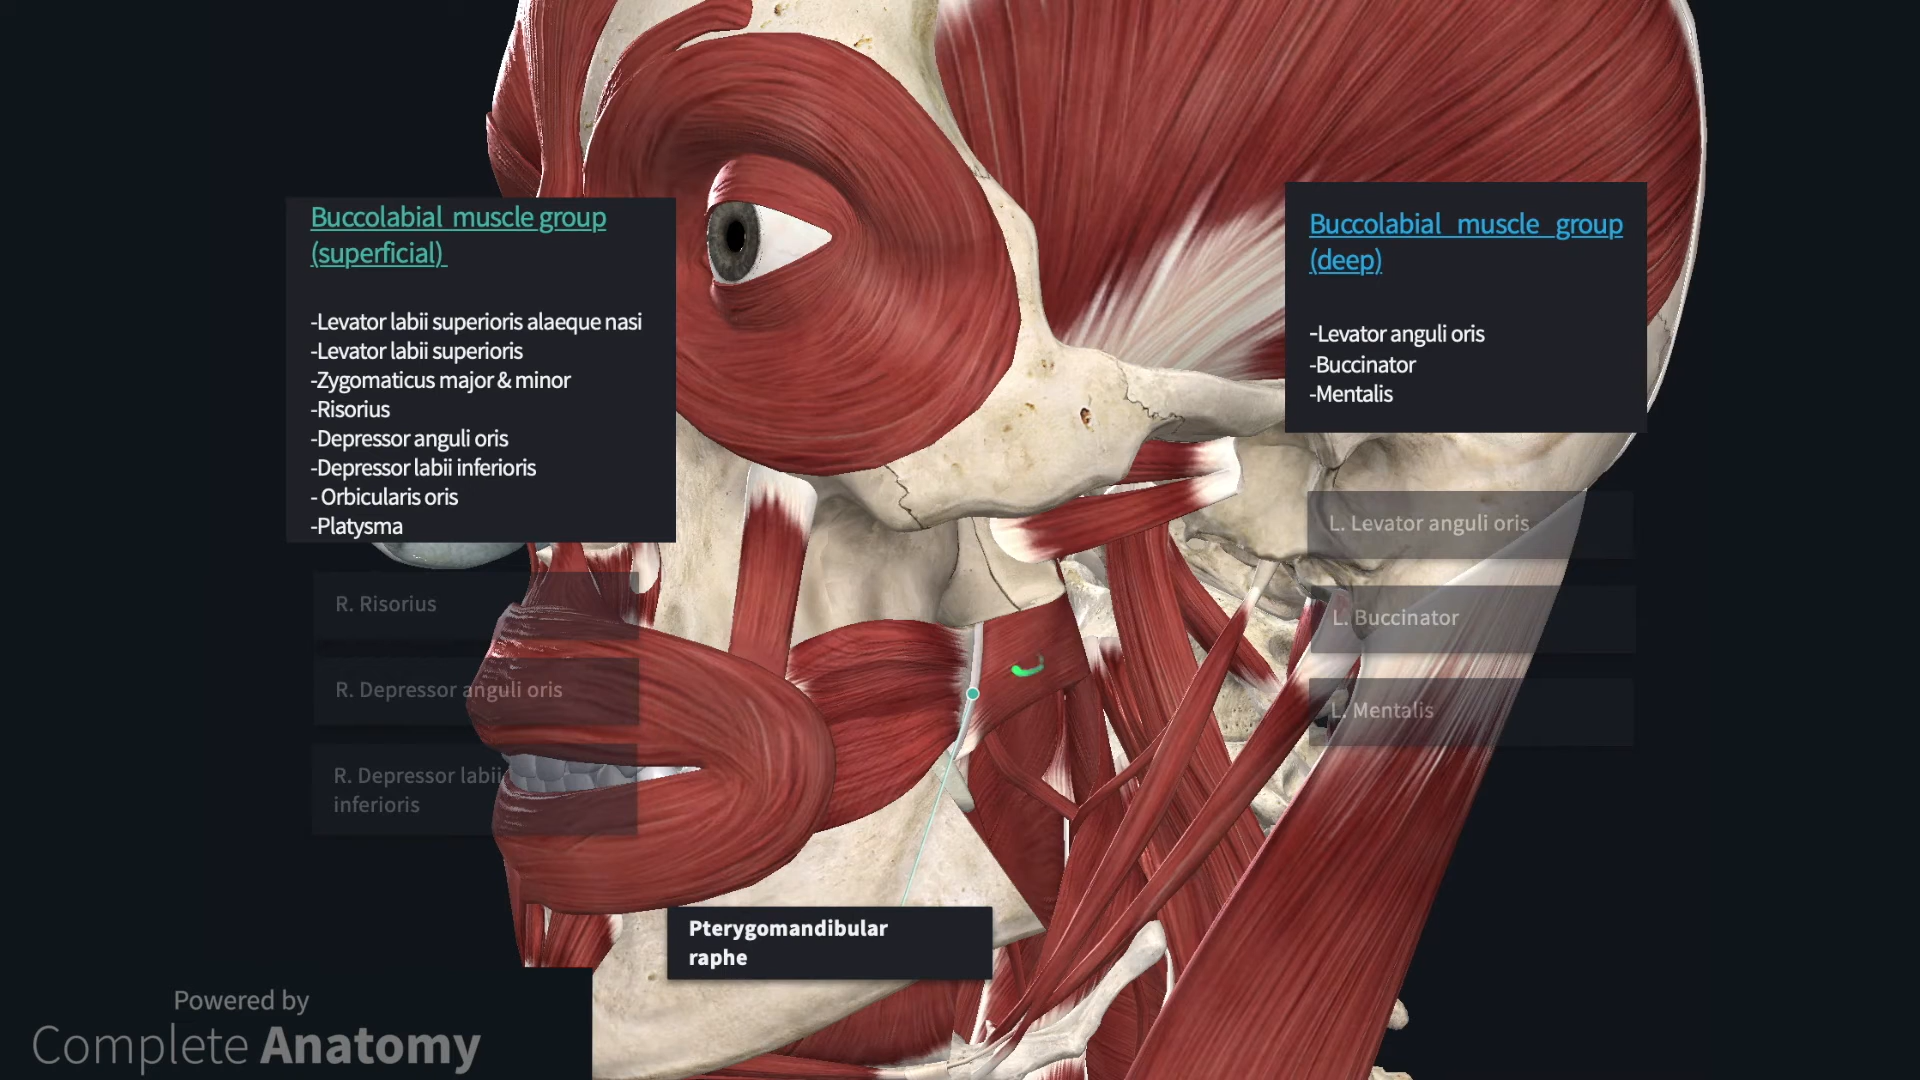 Buccolabial muscle group
(superficial)
-Levator labii superioris alaeque nasi
-Levator labii superioris
-Zygomaticus major & minor
-Risorius
-Depressor anguli oris
-Depressor labii inferioris
- Orbicularis oris
-Platysma
R. Risorius
R. Depressor anguli oris
R. Depressor labii
inferioris
Buccolabial muscle group
(deep)
-Levator anguli oris
-Buccinator
-Mentalis
L. Levator anguli oris
L. Buccinator
L. Mentalis
Pterygomandibular
raphe
Powered by
Complete Anatomy